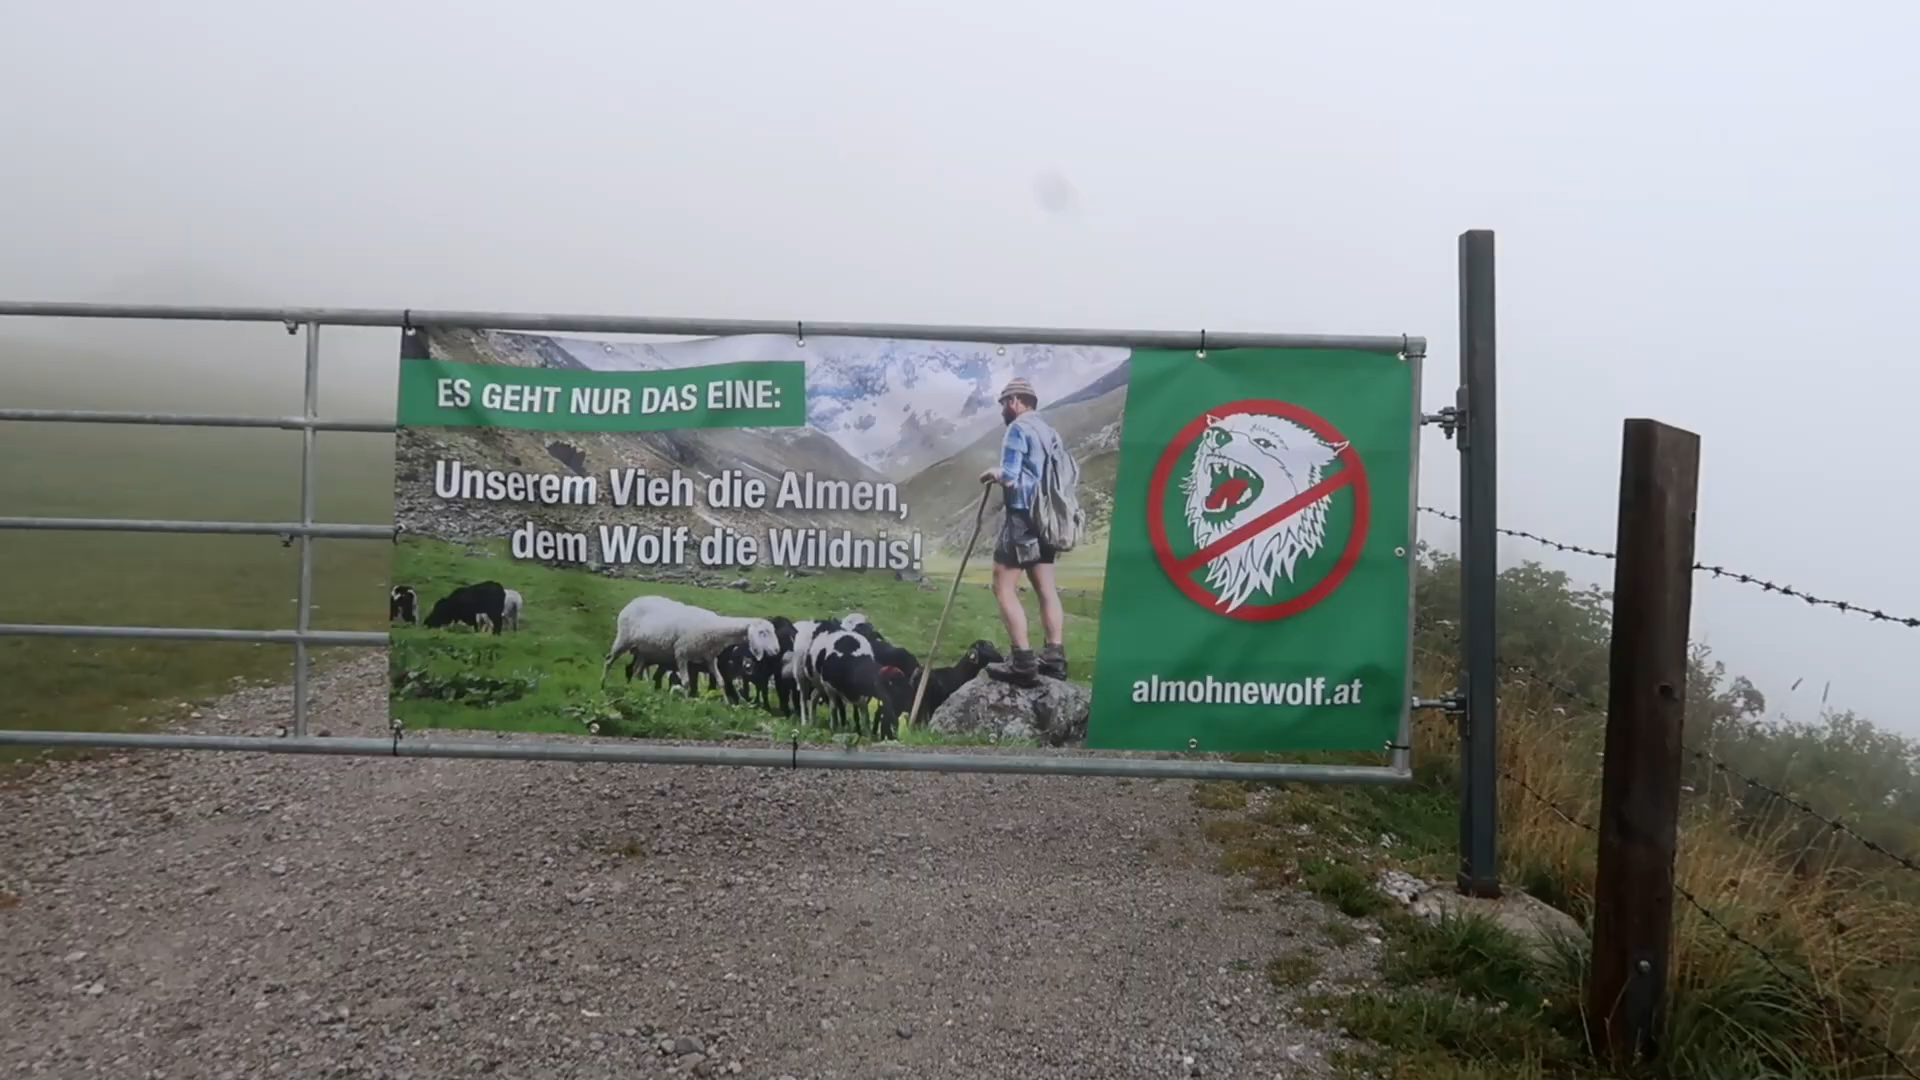 ES GEHT NUR DAS EINE:
Unserem Vieh die Almen,
dem Wolf die Wildnis!
almohnewolf.at